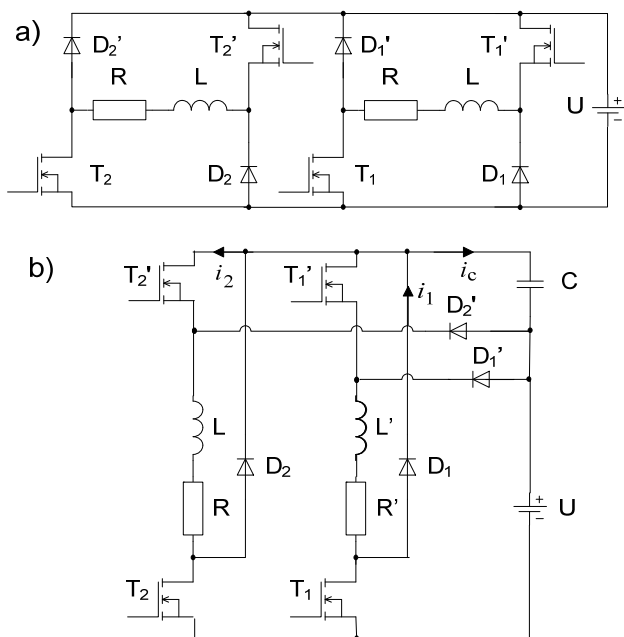 a)
D2' T2' D1' T1'
R L R L
U + −
T2 D2 T1 D1
b)
T2' i2 T1' i1 ic C
D2'
D1'
L L'
D2 D1
R R' U + −
T2 T1